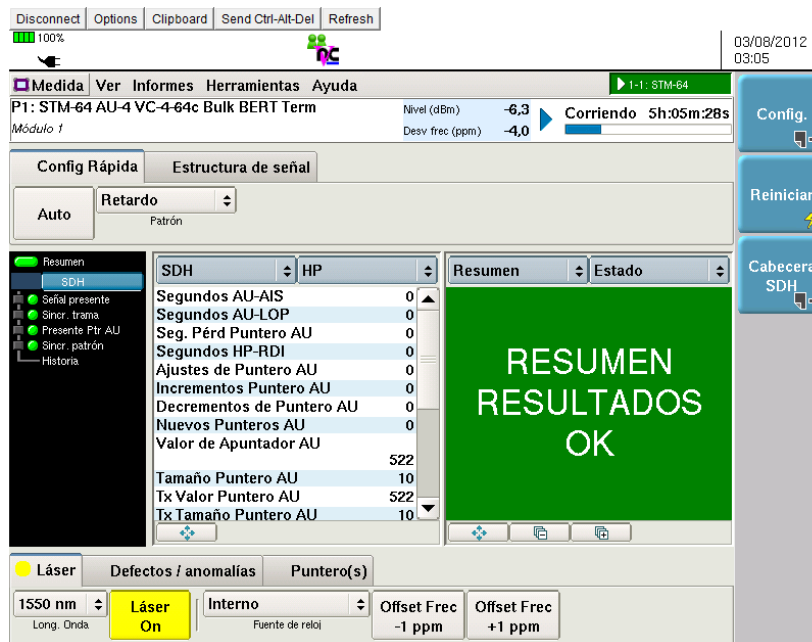 Disconnect Options Clipboard Send Ctrl-Alt-Del Refresh
100%
03/08/2012
03:05
Medida Ver Informes Herramientas Ayuda
1-1: STM-64
P1: STM-64 AU-4 VC-4-64c Bulk BERT Term
Módulo 1
Nivel (dBm) -6,3
Desv frec (ppm) -4,0
Corriendo 5h:05m:28s
Config.
Reiniciar
Cabecera
SDH
Config Rápida Estructura de señal
Auto
Retardo
Patrón
Resumen
SDH
Señal presente
Sincr. trama
Presente Ptr AU
Sincr. patrón
Historia
SDH HP
Segundos AU-AIS 0
Segundos AU-LOP 0
Seg. Pérd Puntero AU 0
Segundos HP-RDI 0
Ajustes de Puntero AU 0
Incrementos Puntero AU 0
Decrementos de Puntero AU 0
Nuevos Punteros AU 0
Valor de Apuntador AU
522
Tamaño Puntero AU 10
Tx Valor Puntero AU 522
Tx Tamaño Puntero AU 10
Resumen Estado
RESUMEN
RESULTADOS
OK
Láser Defectos / anomalías Puntero(s)
1550 nm
Long. Onda
Láser
On
Interno
Fuente de reloj
Offset Frec
-1 ppm
Offset Frec
+1 ppm